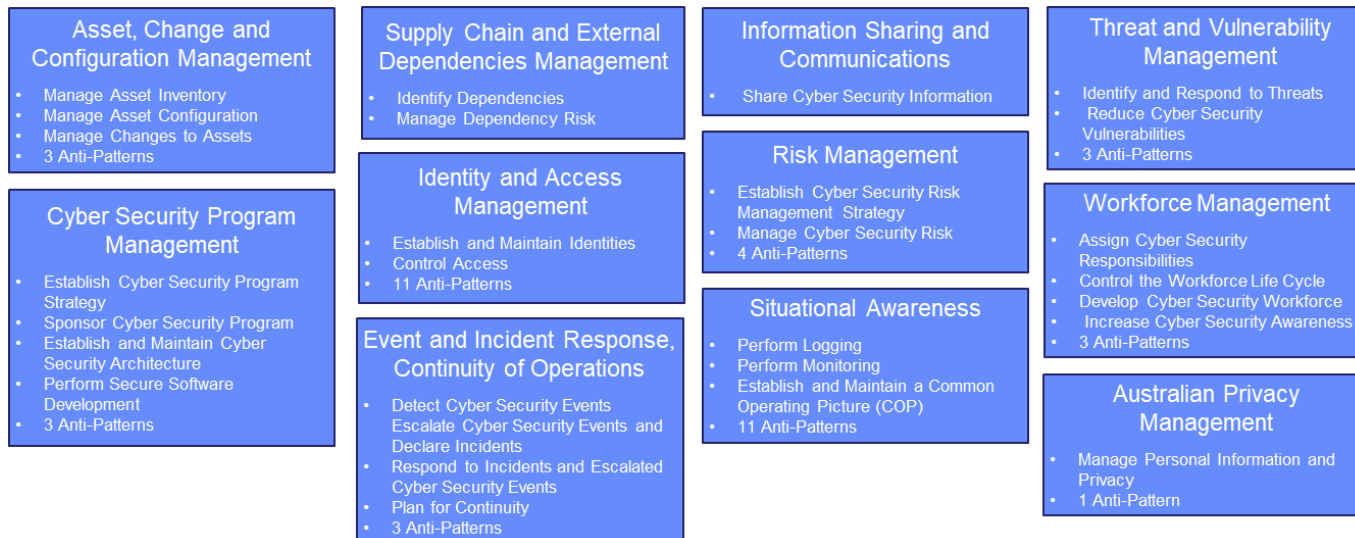 Asset, Change and
Configuration Management
• Manage Asset Inventory
• Manage Asset Configuration
• Manage Changes to Assets
• 3 Anti-Patterns
Cyber Security Program
Management
• Establish Cyber Security Program
Strategy
• Sponsor Cyber Security Program
• Establish and Maintain Cyber
Security Architecture
• Perform Secure Software
Development
• 3 Anti-Patterns
Supply Chain and External
Dependencies Management
• Identify Dependencies
• Manage Dependency Risk
Identity and Access
Management
• Establish and Maintain Identities
• Control Access
• 11 Anti-Patterns
Event and Incident Response,
Continuity of Operations
• Detect Cyber Security Events
Escalate Cyber Security Events and
Declare Incidents
• Respond to Incidents and Escalated
Cyber Security Events
• Plan for Continuity
• 3 Anti-Patterns
Information Sharing and
Communications
• Share Cyber Security Information
Risk Management
• Establish Cyber Security Risk
Management Strategy
• Manage Cyber Security Risk
• 4 Anti-Patterns
Situational Awareness
• Perform Logging
• Perform Monitoring
• Establish and Maintain a Common
Operating Picture (COP)
• 11 Anti-Patterns
Threat and Vulnerability
Management
• Identify and Respond to Threats
• Reduce Cyber Security
Vulnerabilities
• 3 Anti-Patterns
Workforce Management
• Assign Cyber Security
Responsibilities
• Control the Workforce Life Cycle
• Develop Cyber Security Workforce
• Increase Cyber Security Awareness
• 3 Anti-Patterns
Australian Privacy
Management
• Manage Personal Information and
Privacy
• 1 Anti-Pattern